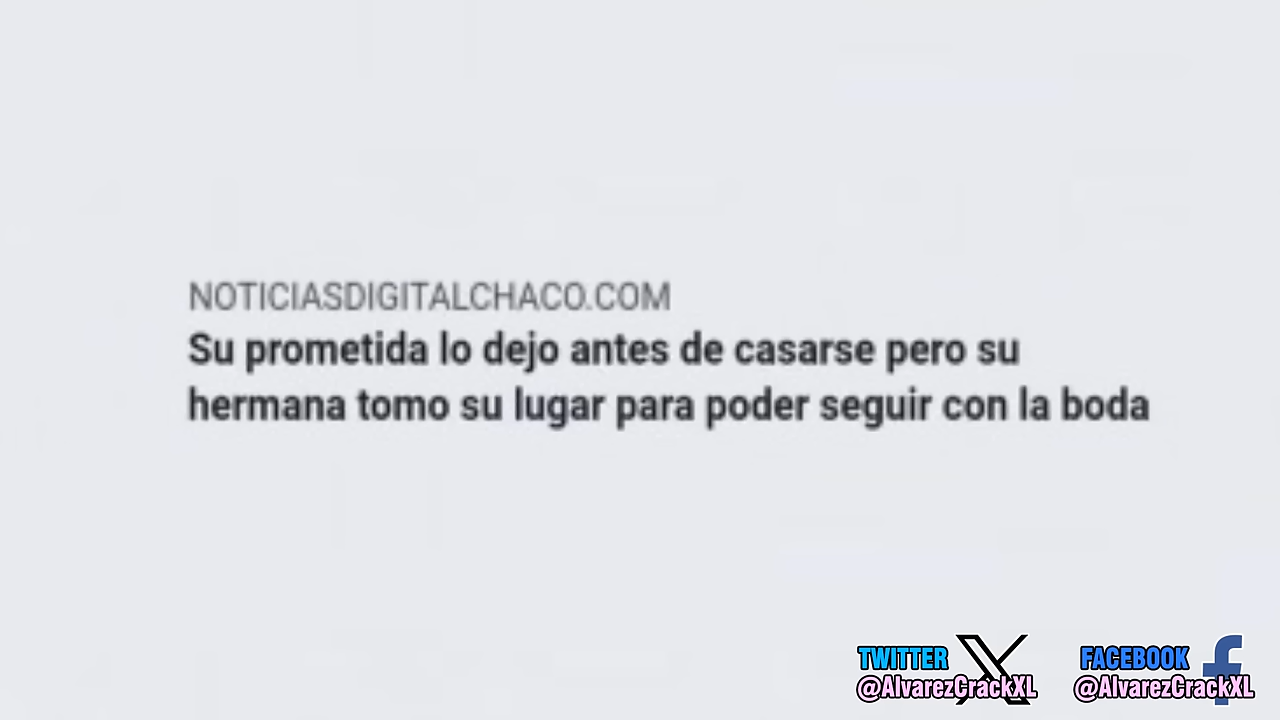 NOTICIASDIGITALCHACO.COM
Su prometida lo dejo antes de casarse pero su
hermana tomo su lugar para poder seguir con la boda
TWITTER
@AlvarezCrackXL
FACEBOOK
@AlvarezCrackXL